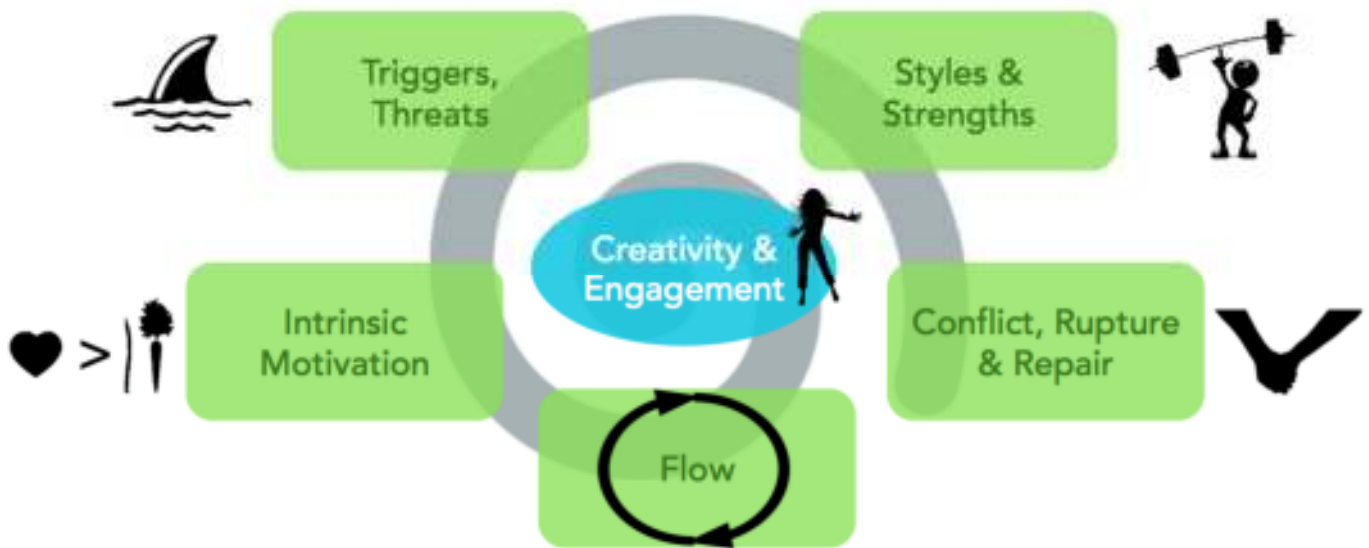 Triggers,
Threats
Styles &
Strengths
Creativity &
Engagement
Intrinsic
Motivation
>
Conflict, Rupture
& Repair
Flow